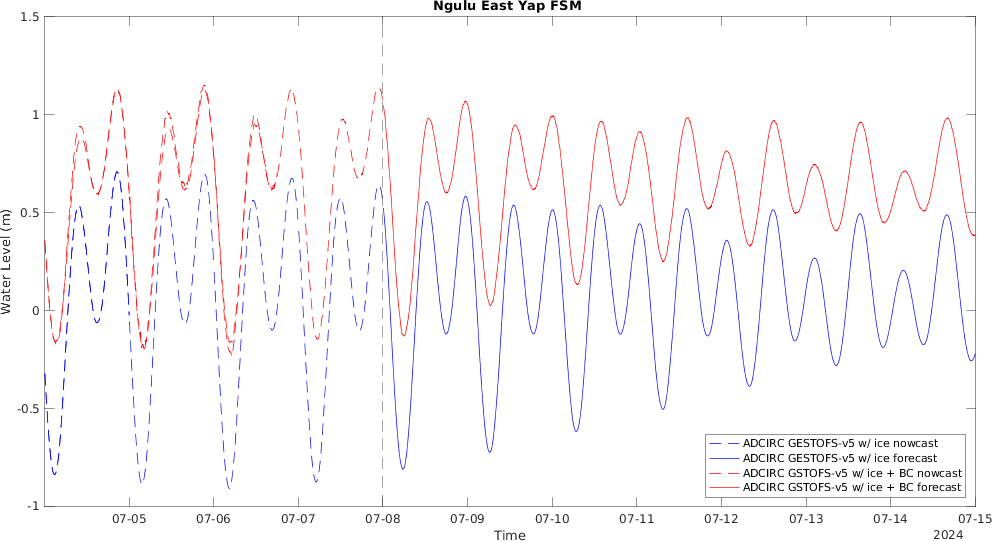 Ngulu East Yap FSM
1.5
1
0.5
0
-0.5
-1
Water Level (m)
07-05
07-06
07-07
07-08
07-09
07-10
07-11
07-12
07-13
07-14
07-15
Time
2024
ADCIRC GESTOFS-v5 w/ ice nowcast
ADCIRC GESTOFS-v5 w/ ice forecast
ADCIRC GSTOFS-v5 w/ ice + BC nowcast
ADCIRC GSTOFS-v5 w/ ice + BC forecast